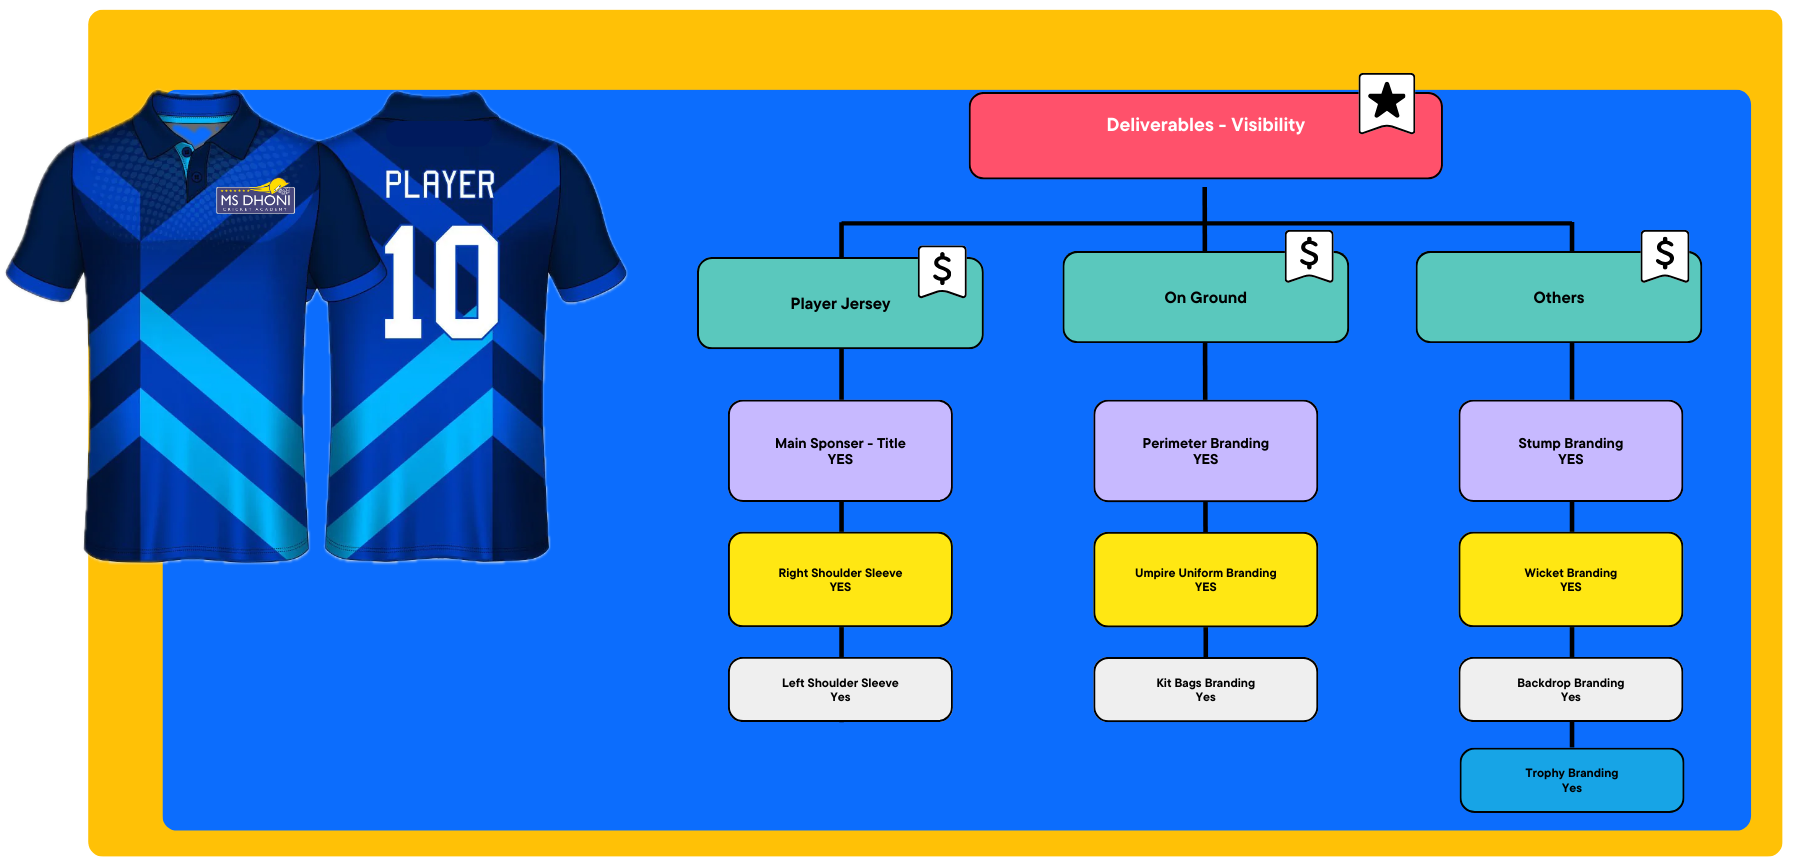 MS DHONI
CRICKET ACADEMY
PLAYER
10
Deliverables - Visibility
$
Player Jersey
$
On Ground
$
Others
Main Sponser - Title
YES
Right Shoulder Sleeve
YES
Left Shoulder Sleeve
Yes
Perimeter Branding
YES
Umpire Uniform Branding
YES
Kit Bags Branding
Yes
Stump Branding
YES
Wicket Branding
YES
Backdrop Branding
Yes
Trophy Branding
Yes